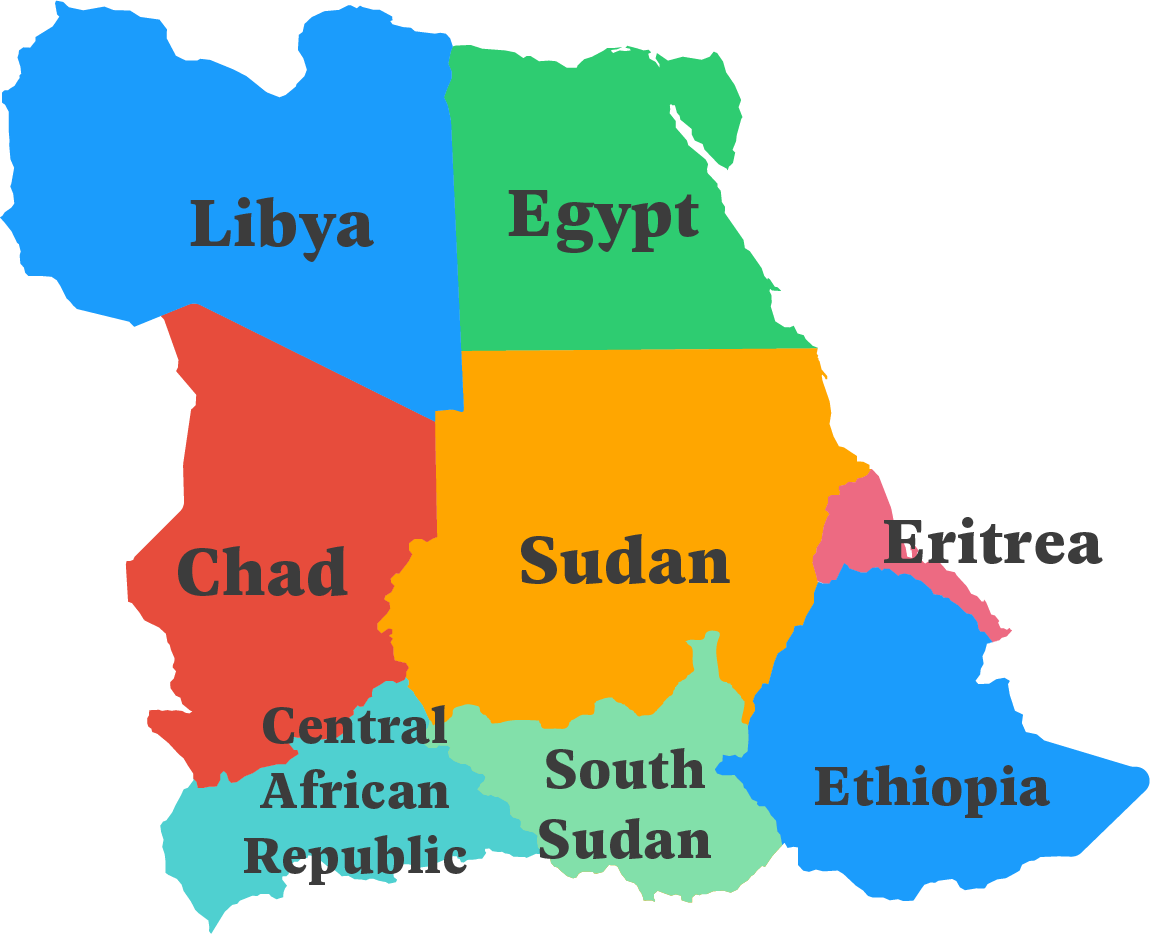 Libya
Egypt
Chad
Sudan
Eritrea
Central
African
Republic
South
Sudan
Ethiopia